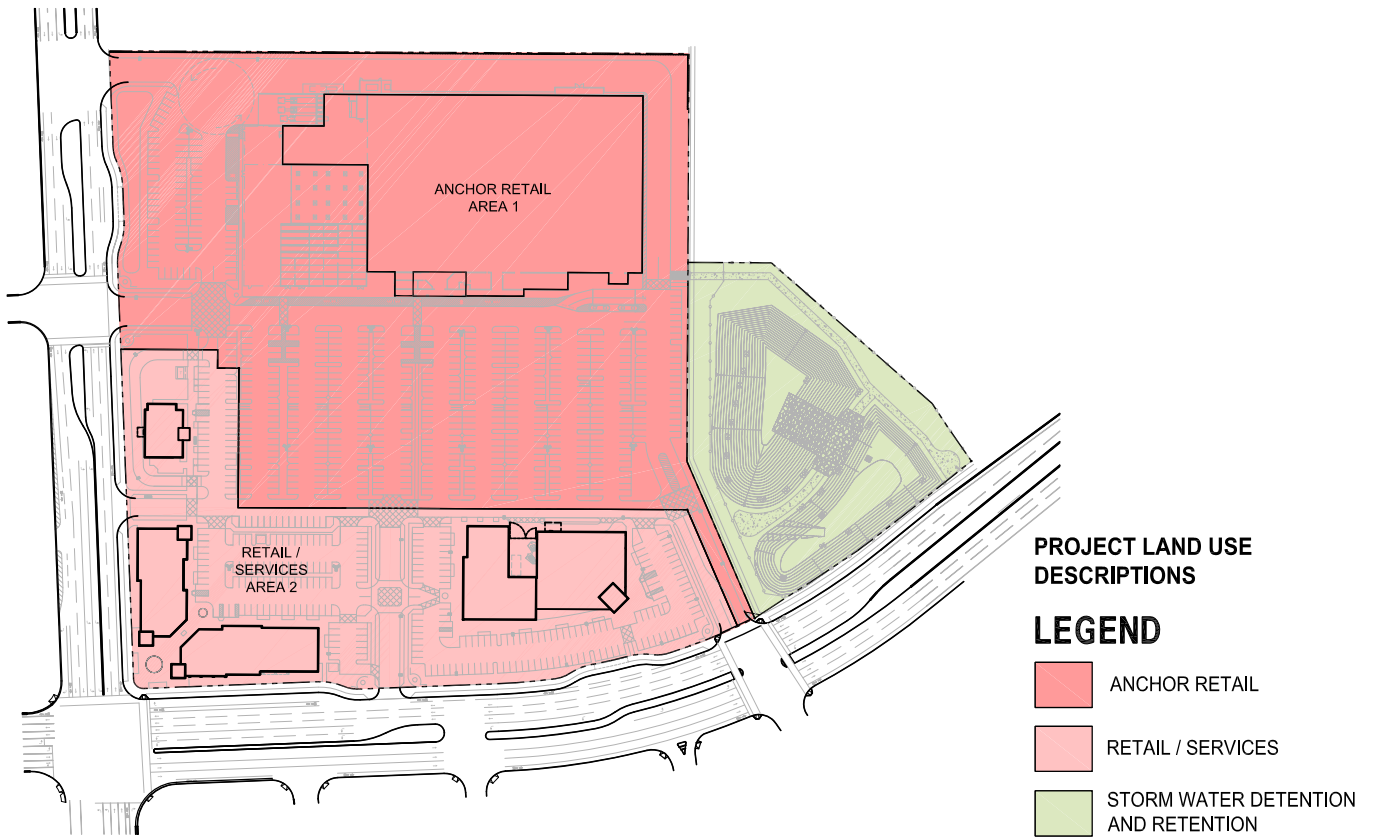 ANCHOR RETAIL
AREA 1
RETAIL /
SERVICES
AREA 2
PROJECT LAND USE
DESCRIPTIONS
LEGEND
ANCHOR RETAIL
RETAIL / SERVICES
STORM WATER DETENTION
AND RETENTION